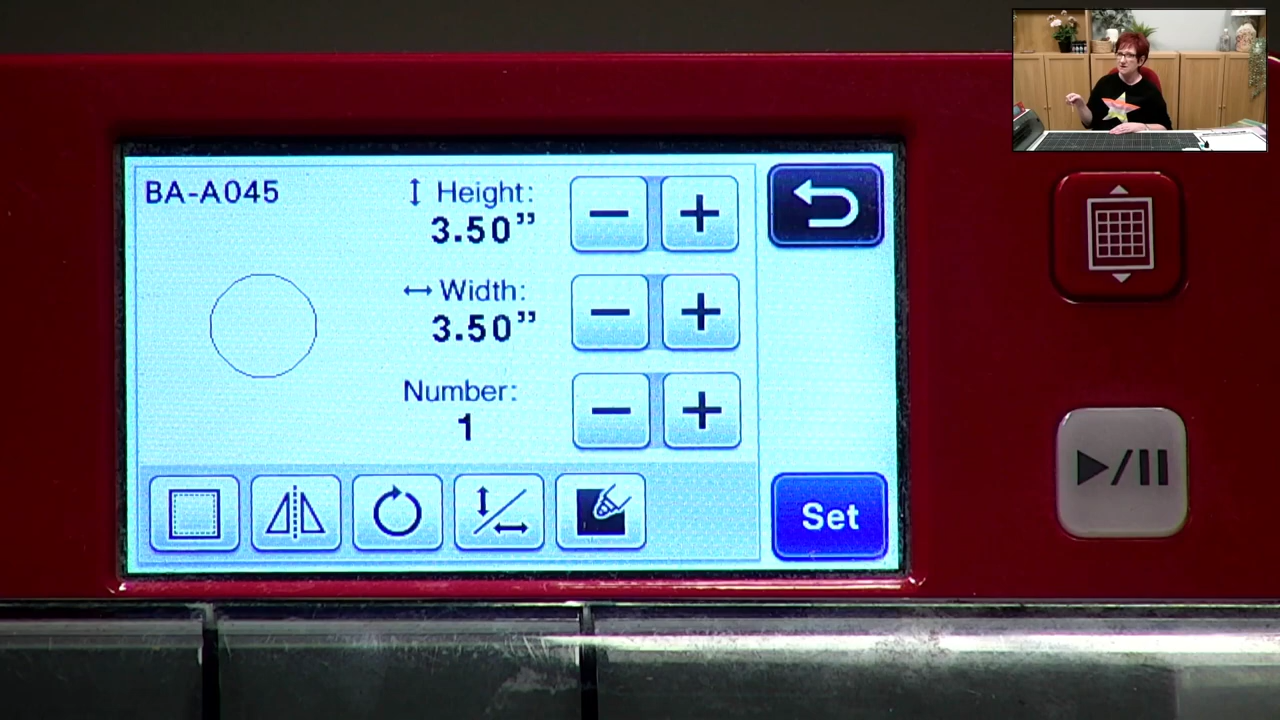 BA-A045
Height:
3.50”
Width:
3.50”
Number:
1
Set